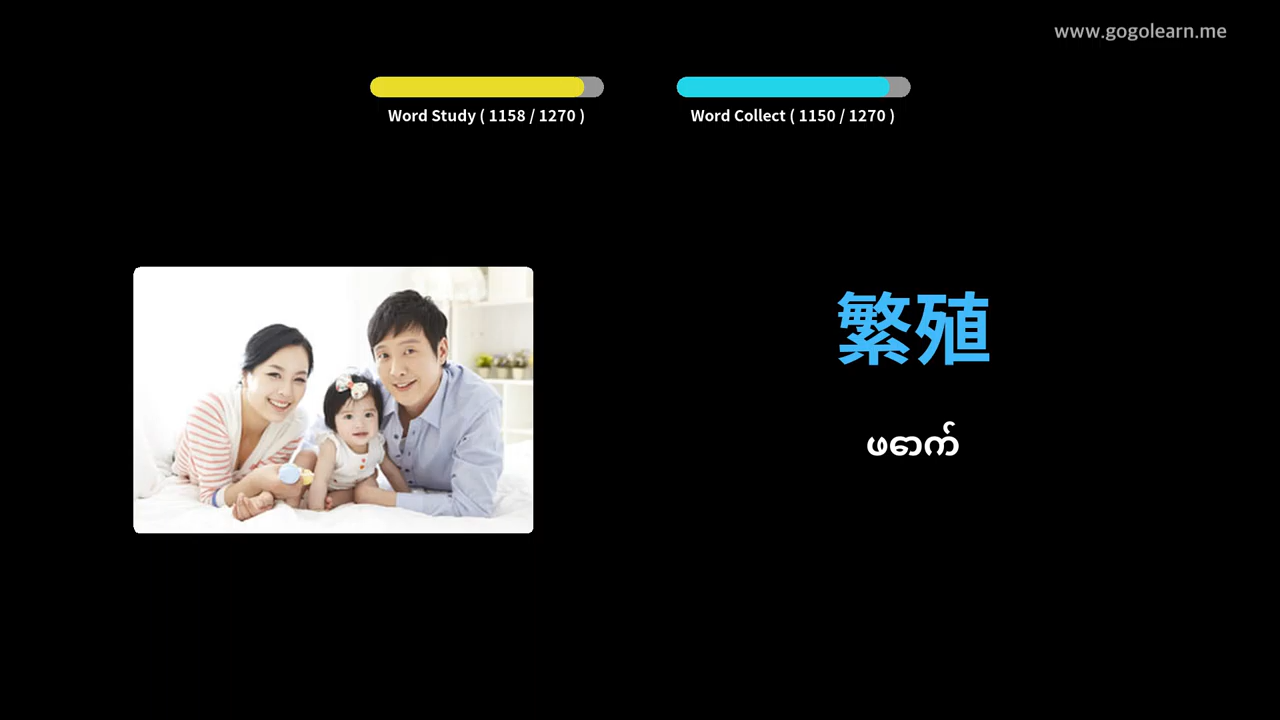 www.gogolearn.me
Word Study ( 1158 / 1270 )
Word Collect ( 1150 / 1270 )
繁殖
ဖောက်